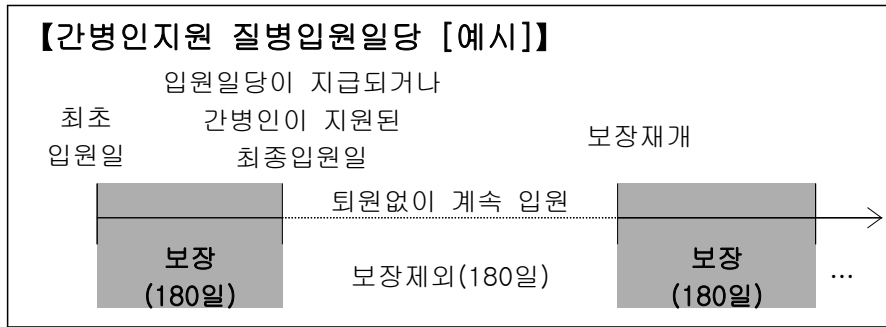 【간병인지원 질병입원일당 [예시]】
입원일당이 지급되거나
최초
간병인이 지원된
보장재개
입원일
최종입원일
퇴원없이 계속 입원
보장
(180일)
보장제외(180일)
보장
(180일)
…